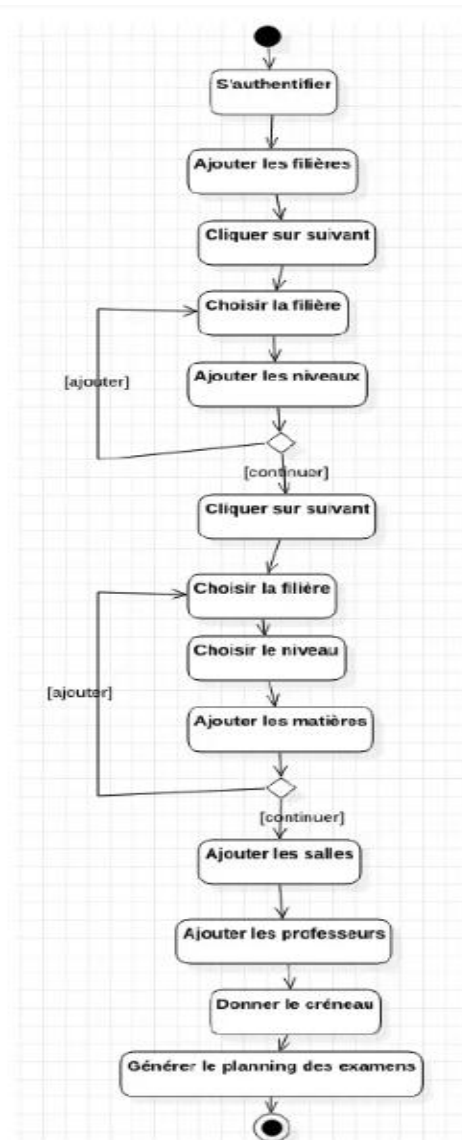 S'authentifier
Ajouter les filières
Cliquer sur suivant
Choisir la filière
Ajouter les niveaux
[ajouter]
[continuer]
Cliquer sur suivant
Choisir la filière
Choisir le niveau
[ajouter]
Ajouter les matières
[continuer]
Ajouter les salles
Ajouter les professeurs
Donner le créneau
Générer le planning des examens